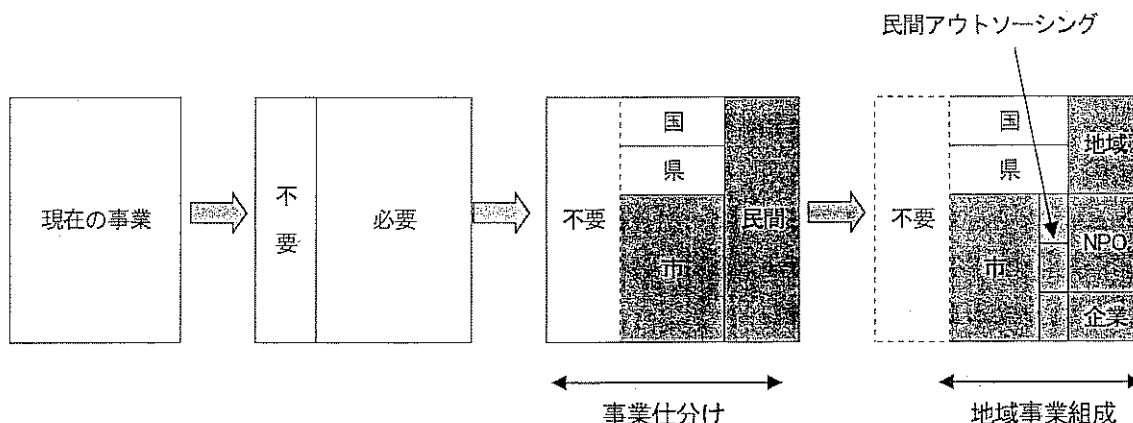 民間アウトソーシング
現在の事業
不要
必要
不要
国
県
市
民間
不要
国
県
市
地域
NPO
企業
事業仕分け
地域事業組成